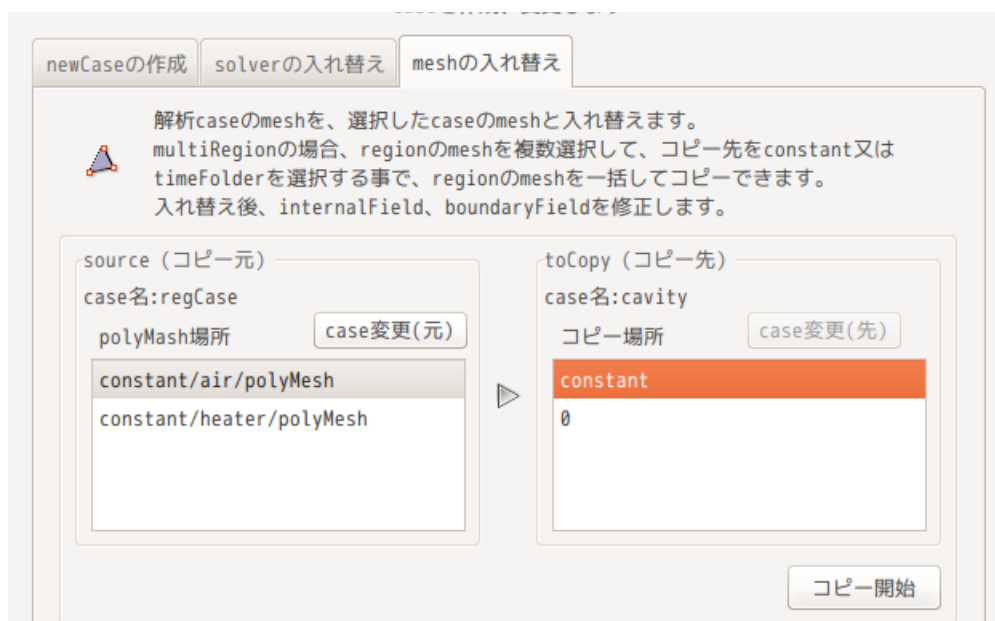 newCaseの作成 solverの入れ替え meshの入れ替え
解析caseのmeshを、選択したcaseのmeshと入れ替えます。
multiRegionの場合、regionのmeshを複数選択して、コピー先をconstant又は
timeFolderを選択する事で、regionのmeshを一括してコピーできます。
入れ替え後、internalField、boundaryFieldを修正します。
source (コピー元)
case名:regCase
polyMash場所 case変更(元)
constant/air/polyMesh
constant/heater/polyMesh
toCopy (コピー先)
case名:cavity
コピー場所 case変更(先)
constant
0
コピー開始